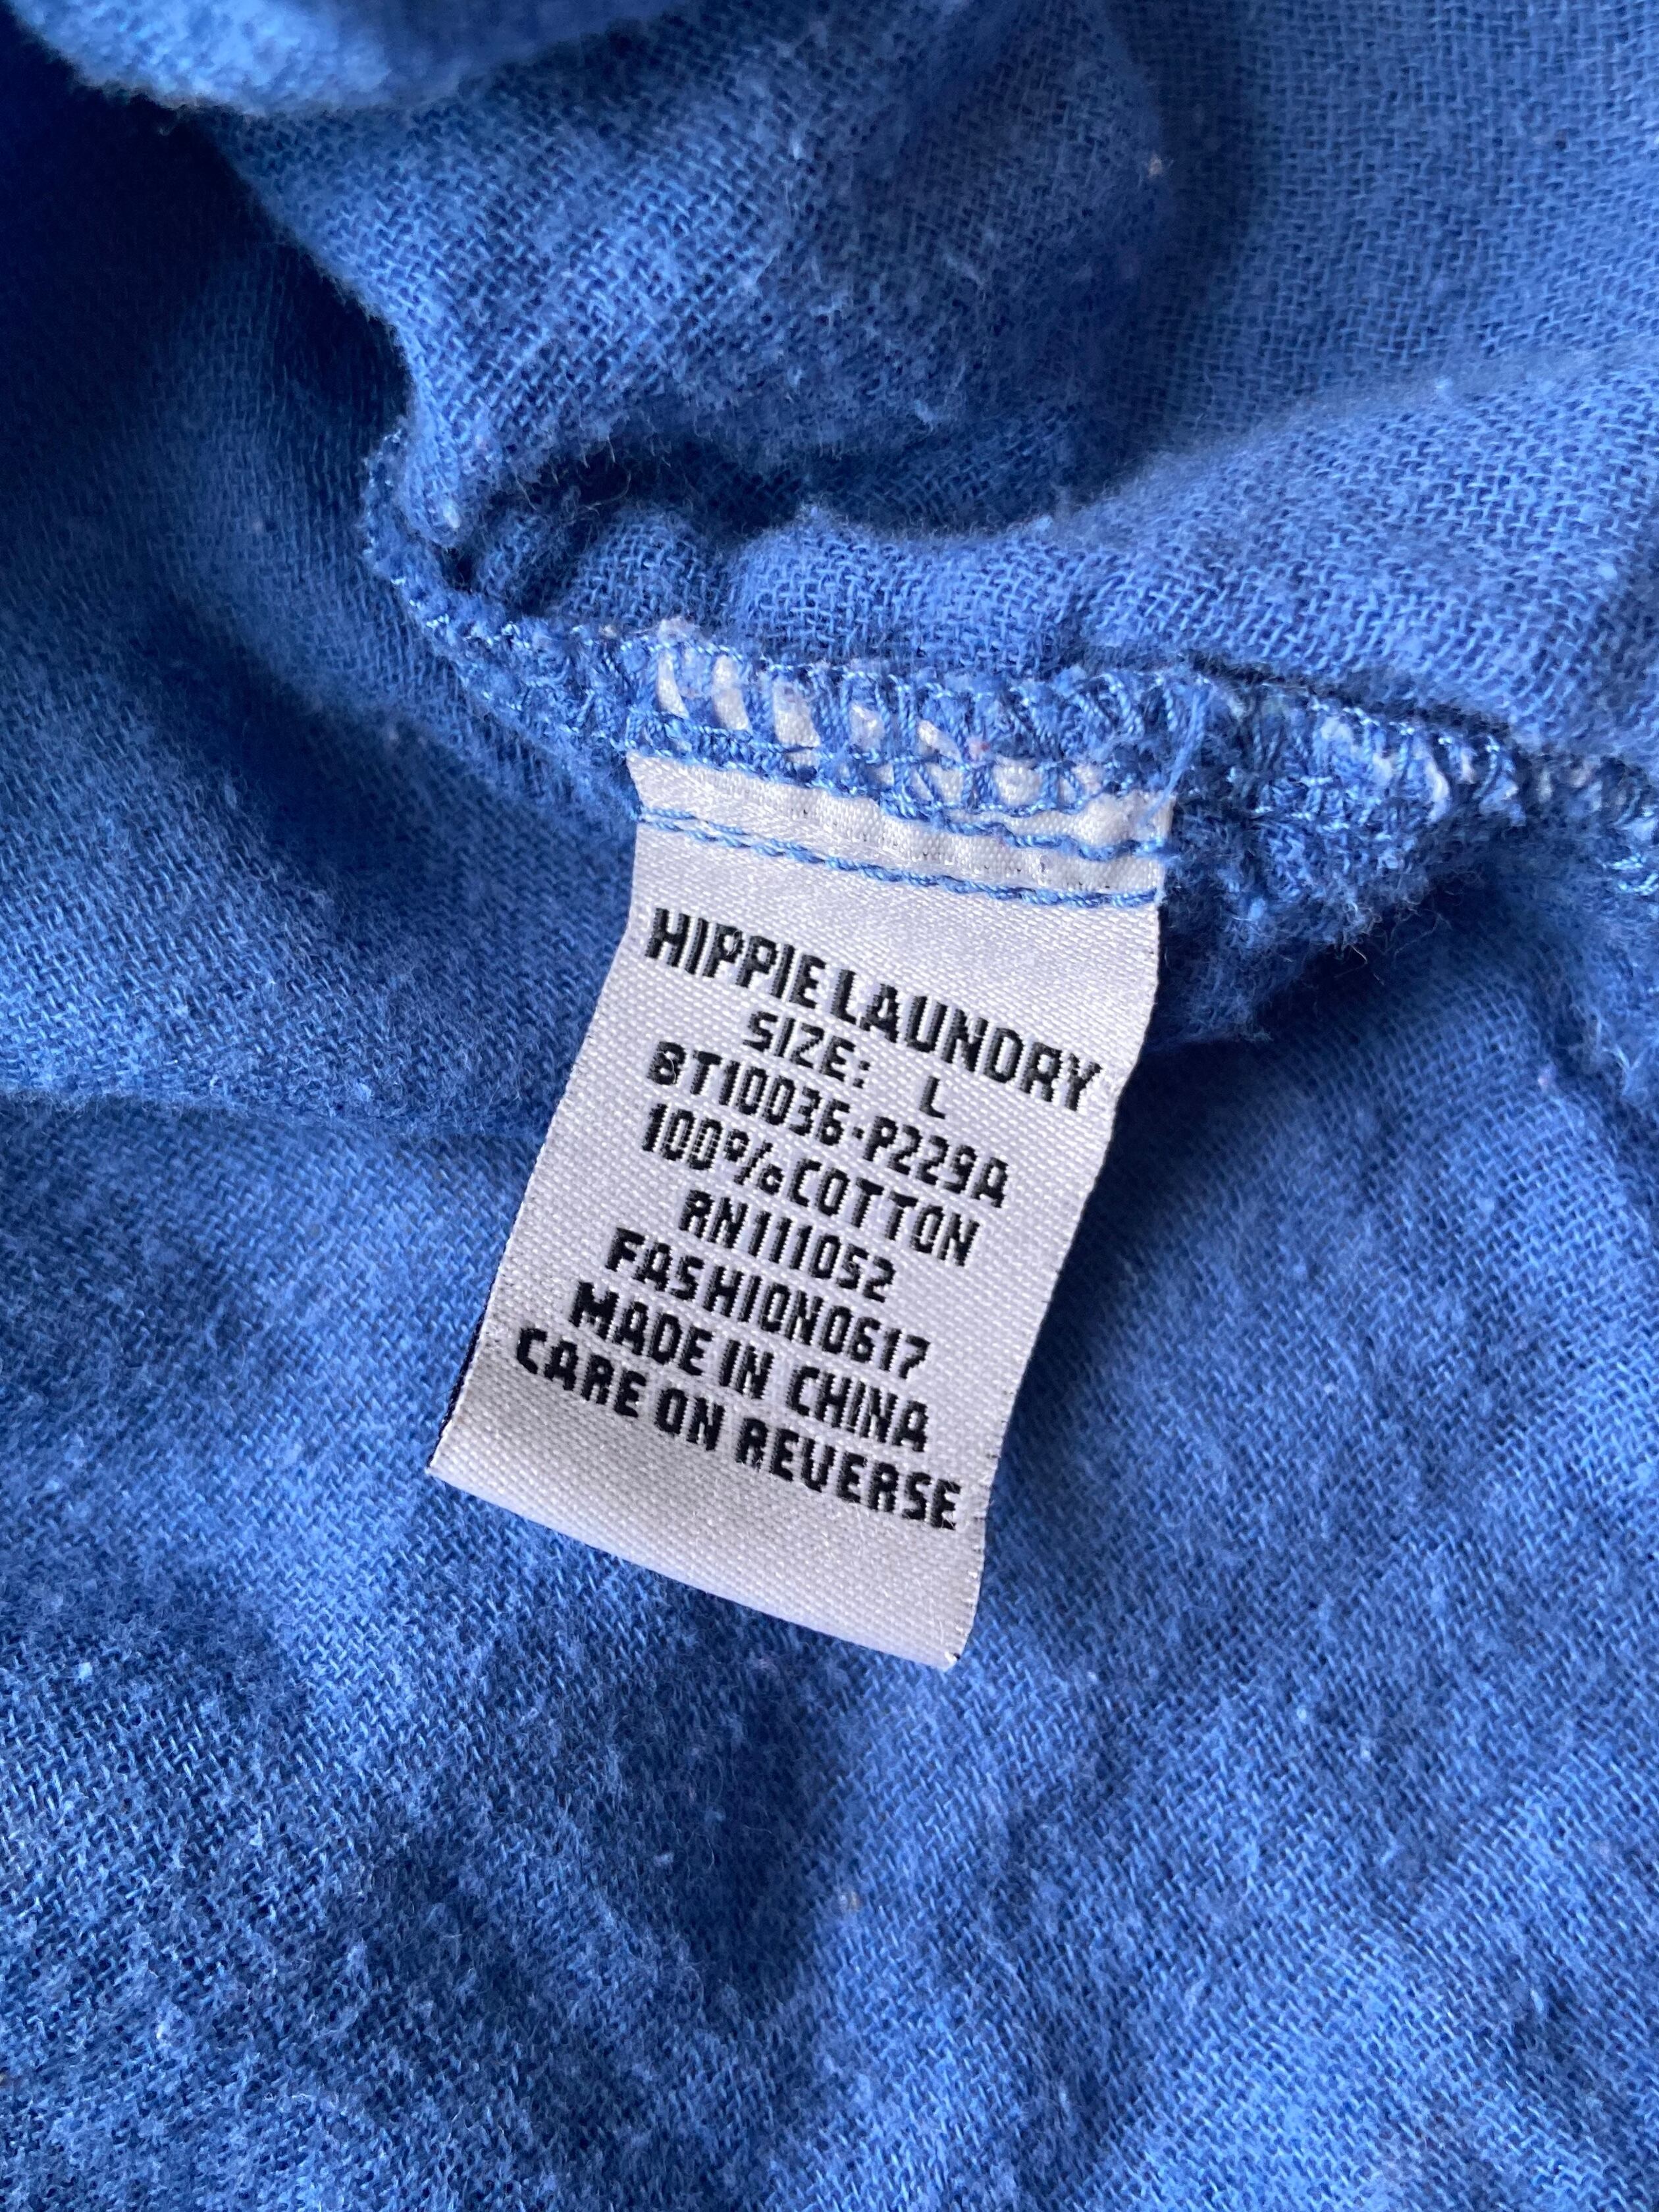 HIPPIE LAUNDRY
SIZE: L
BT10036-P229A
100%COTTON
RN111052
FASHION0617
MADE IN CHINA
CARE ON REVERSE